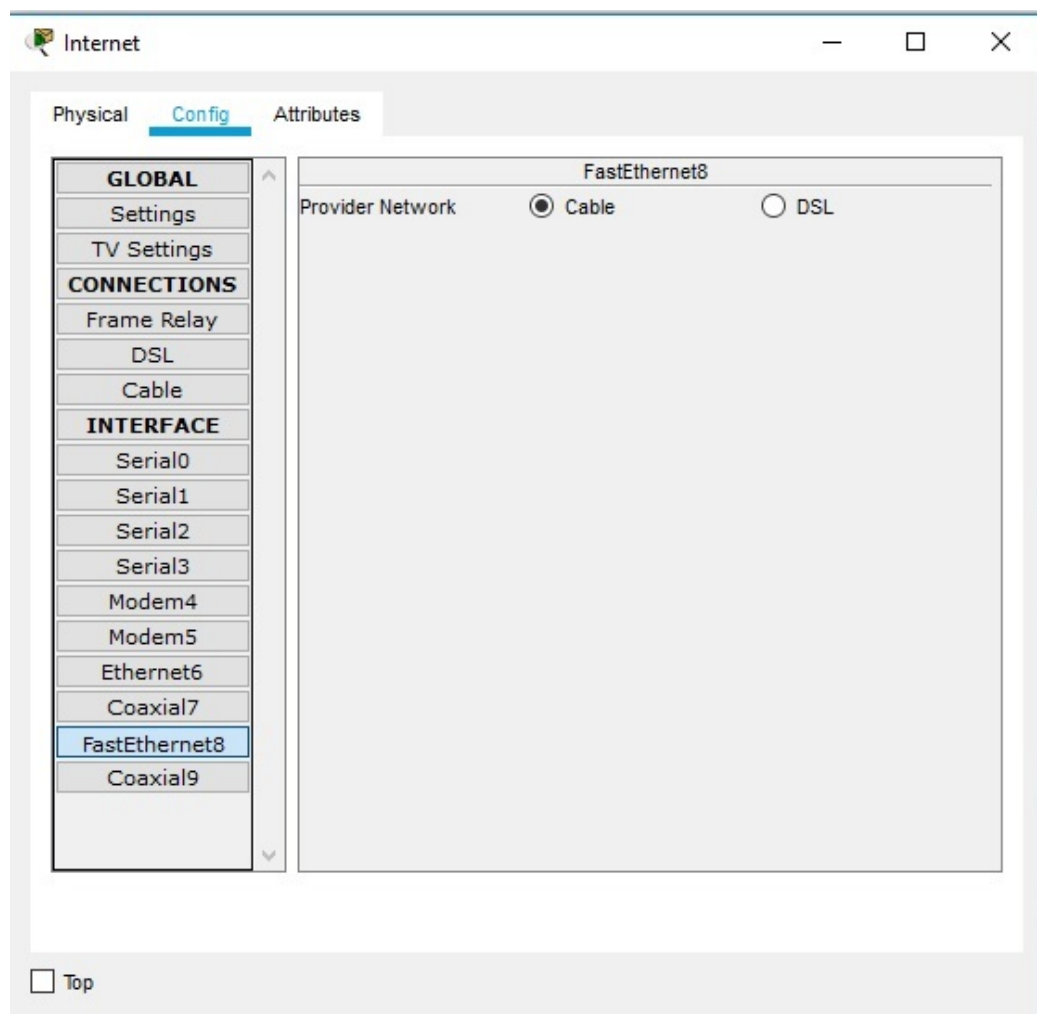 Internet
Physical Config Attributes
GLOBAL
Settings
TV Settings
CONNECTIONS
Frame Relay
DSL
Cable
INTERFACE
Serial0
Serial1
Serial2
Serial3
Modem4
Modem5
Ethernet6
Coaxial7
FastEthernet8
Coaxial9
FastEthernet8
Provider Network Cable DSL
Top